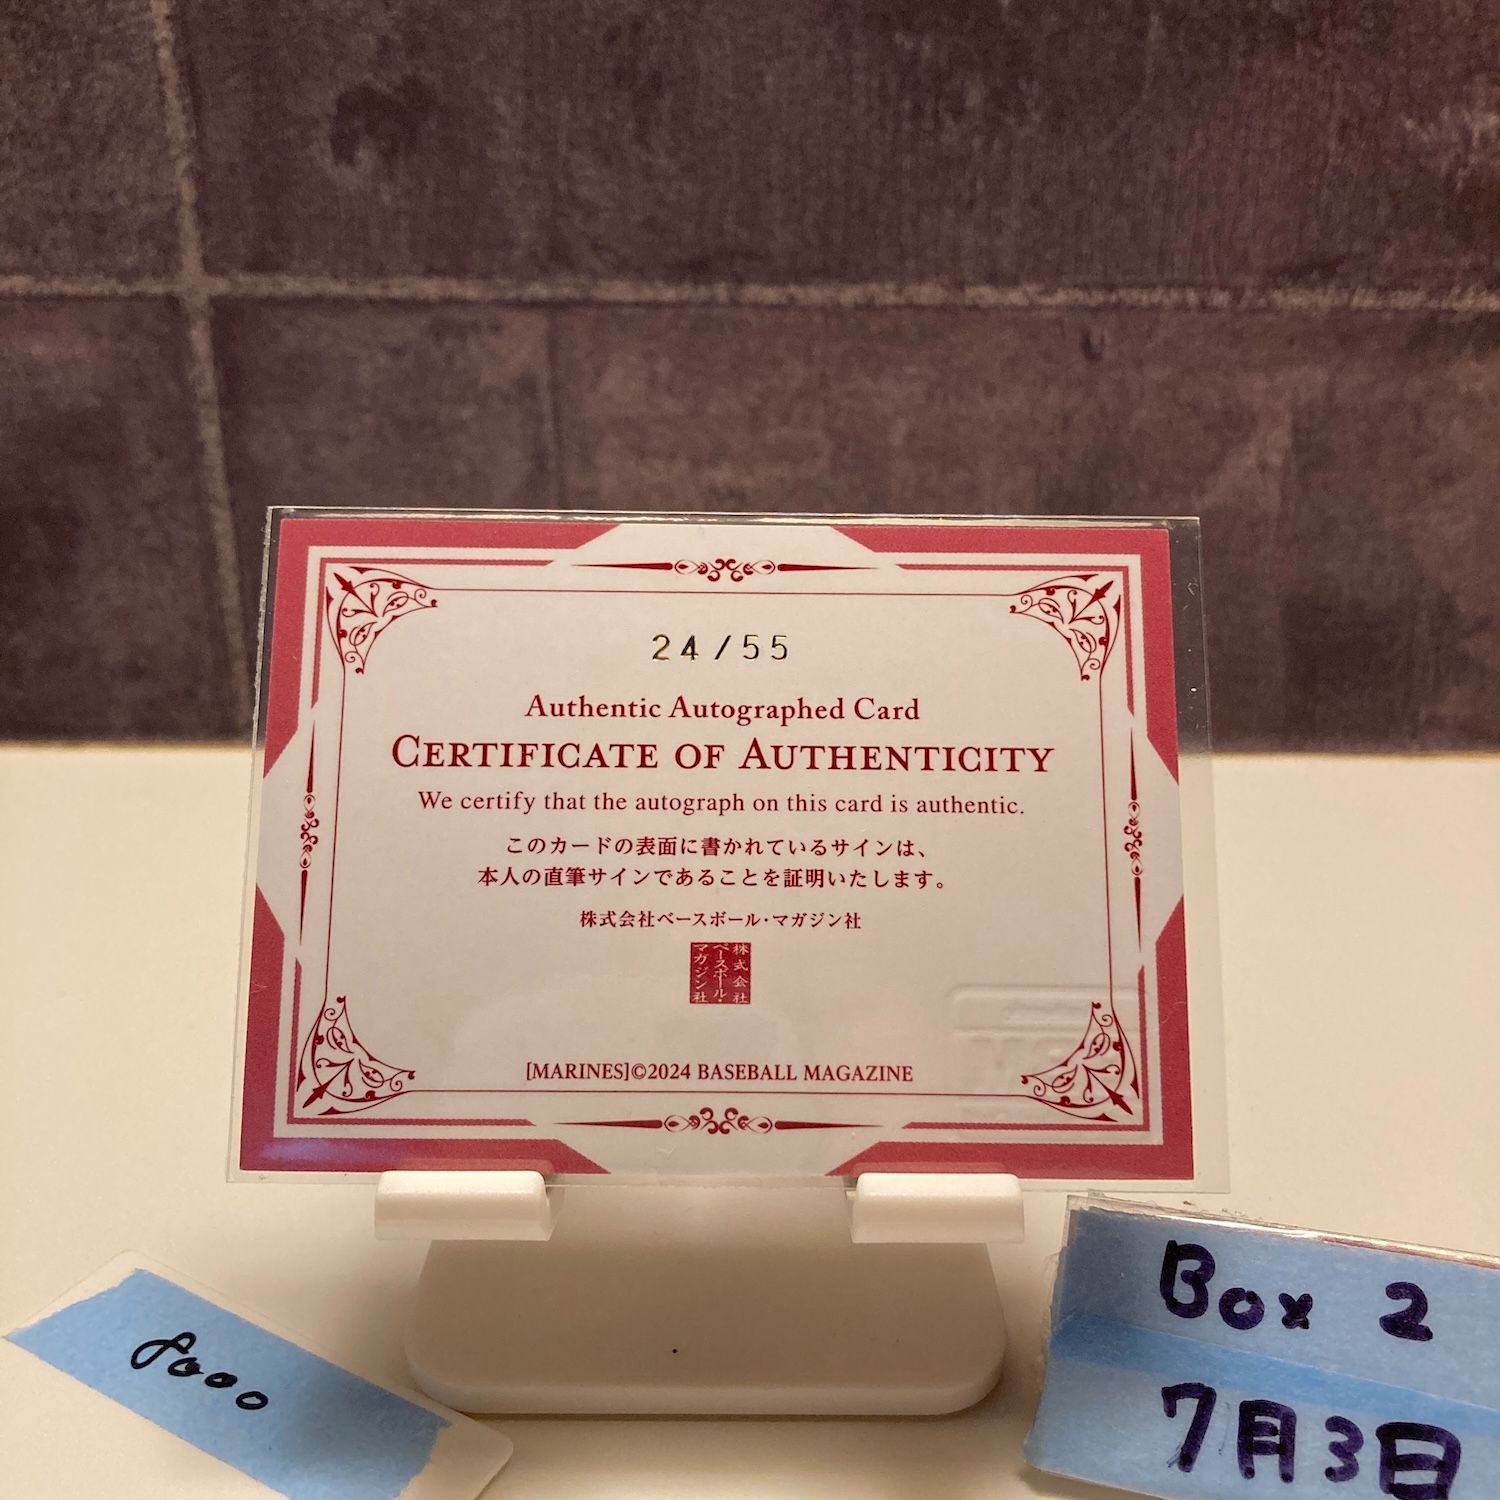 24/55
Authentic Autographed Card
CERTIFICATE OF AUTHENTICITY
We certify that the autograph on this card is authentic.
このカードの表面に書かれているサインは、
本人の直筆サインであることを証明いたします。
株式会社ベースボール・マガジン社
株式会社
ベースボール・
マガジン社
[MARINES]©2024 BASEBALL MAGAZINE
8000
Box 2
7月3日